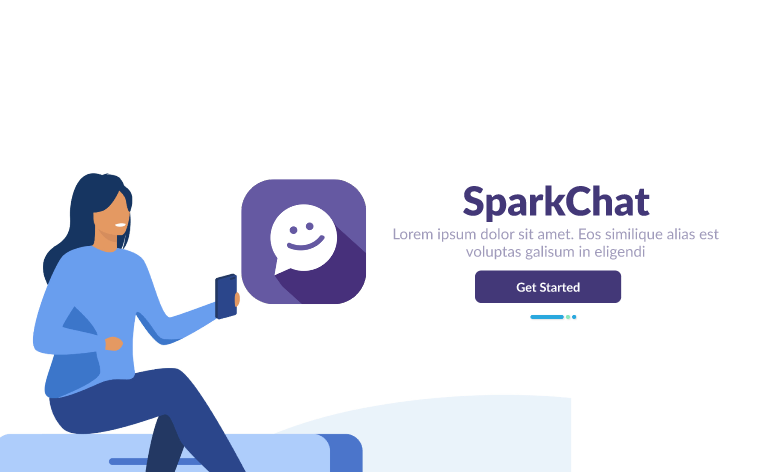 SparkChat
Lorem ipsum dolor sit amet. Eos similique alias est
voluptas galisum in eligendi
Get Started